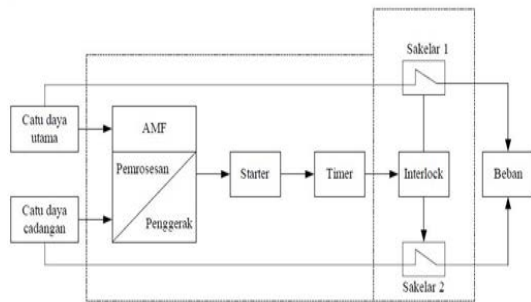 Sakelar 1
Catu daya
utama
AMF
Pemrosesan
Penggerak
Starter
Timer
Interlock
Beban
Catu daya
cadangan
Sakelar 2